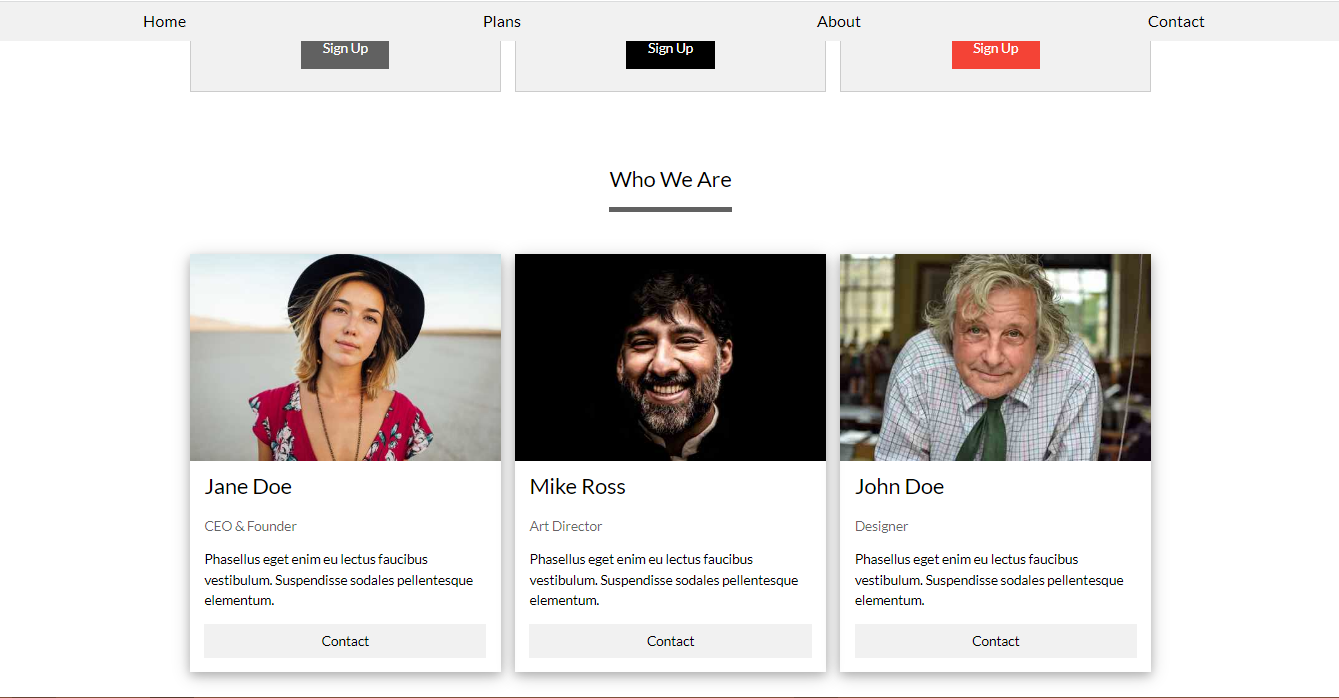 Home Plans About Contact
Sign Up Sign Up Sign Up
Who We Are
Jane Doe
CEO & Founder
Phasellus eget enim eu lectus faucibus
vestibulum. Suspendisse sodales pellentesque
elementum.
Contact
Mike Ross
Art Director
Phasellus eget enim eu lectus faucibus
vestibulum. Suspendisse sodales pellentesque
elementum.
Contact
John Doe
Designer
Phasellus eget enim eu lectus faucibus
vestibulum. Suspendisse sodales pellentesque
elementum.
Contact